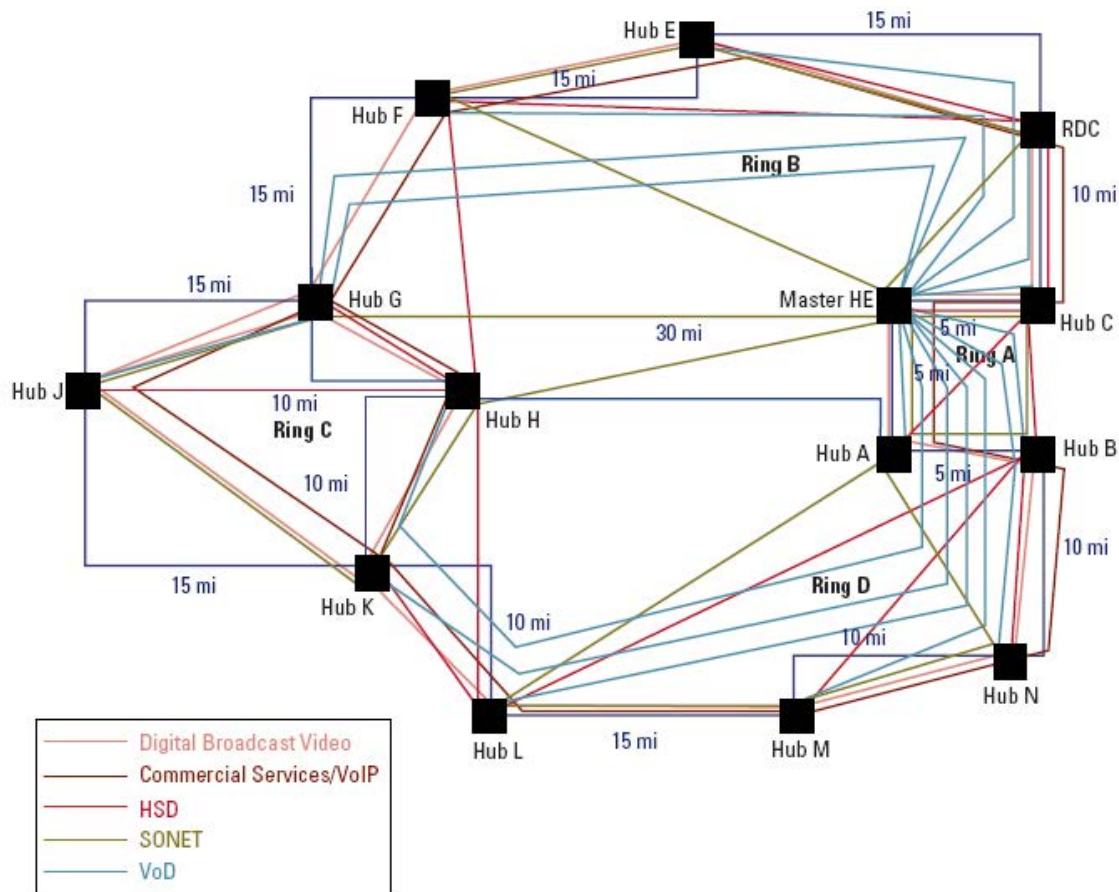 Hub E
15 mi
15 mi
Hub F
RDC
Ring B
15 mi
10 mi
15 mi
Hub G
Master HE
Hub C
30 mi
5 mi
Ring A
5 mi
Hub J
10 mi
Hub H
Ring C
10 mi
Hub A
Hub B
5 mi
10 mi
15 mi
Hub K
Ring D
10 mi
10 mi
Hub N
Hub L
15 mi
Hub M
Digital Broadcast Video
Commercial Services/VoIP
HSD
SONET
VoD